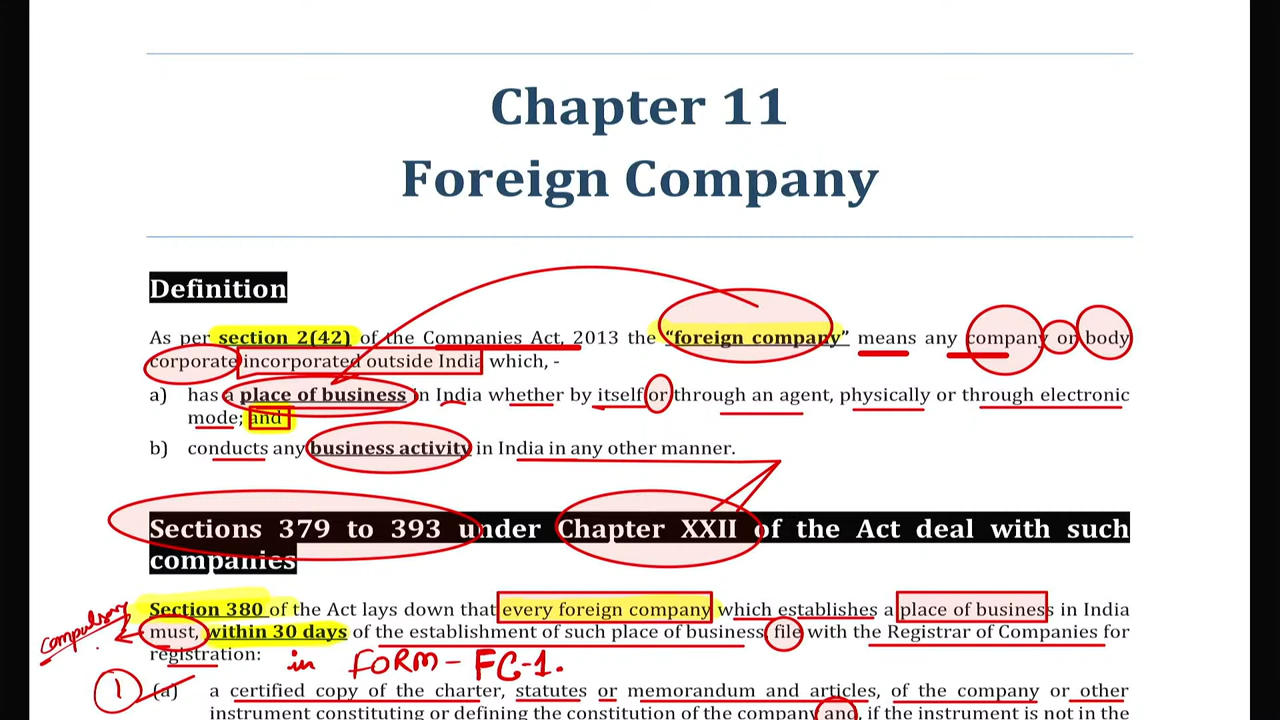 Chapter 11
Foreign Company
Definition
As per section 2(42) of the Companies Act, 2013 the “foreign company” means any company or body
corporate incorporated outside India which, -
a) has a place of business in India whether by itself or through an agent, physically or through electronic
mode; and
b) conducts any business activity in India in any other manner.
Sections 379 to 393 under Chapter XXII of the Act deal with such
companies
Section 380 of the Act lays down that every foreign company which establishes a place of business in India
compulsory
must, within 30 days of the establishment of such place of business, file with the Registrar of Companies for
registration: in FORM - FC-1.
1 (a) a certified copy of the charter, statutes or memorandum and articles, of the company or other
instrument constituting or defining the constitution of the company and, if the instrument is not in the